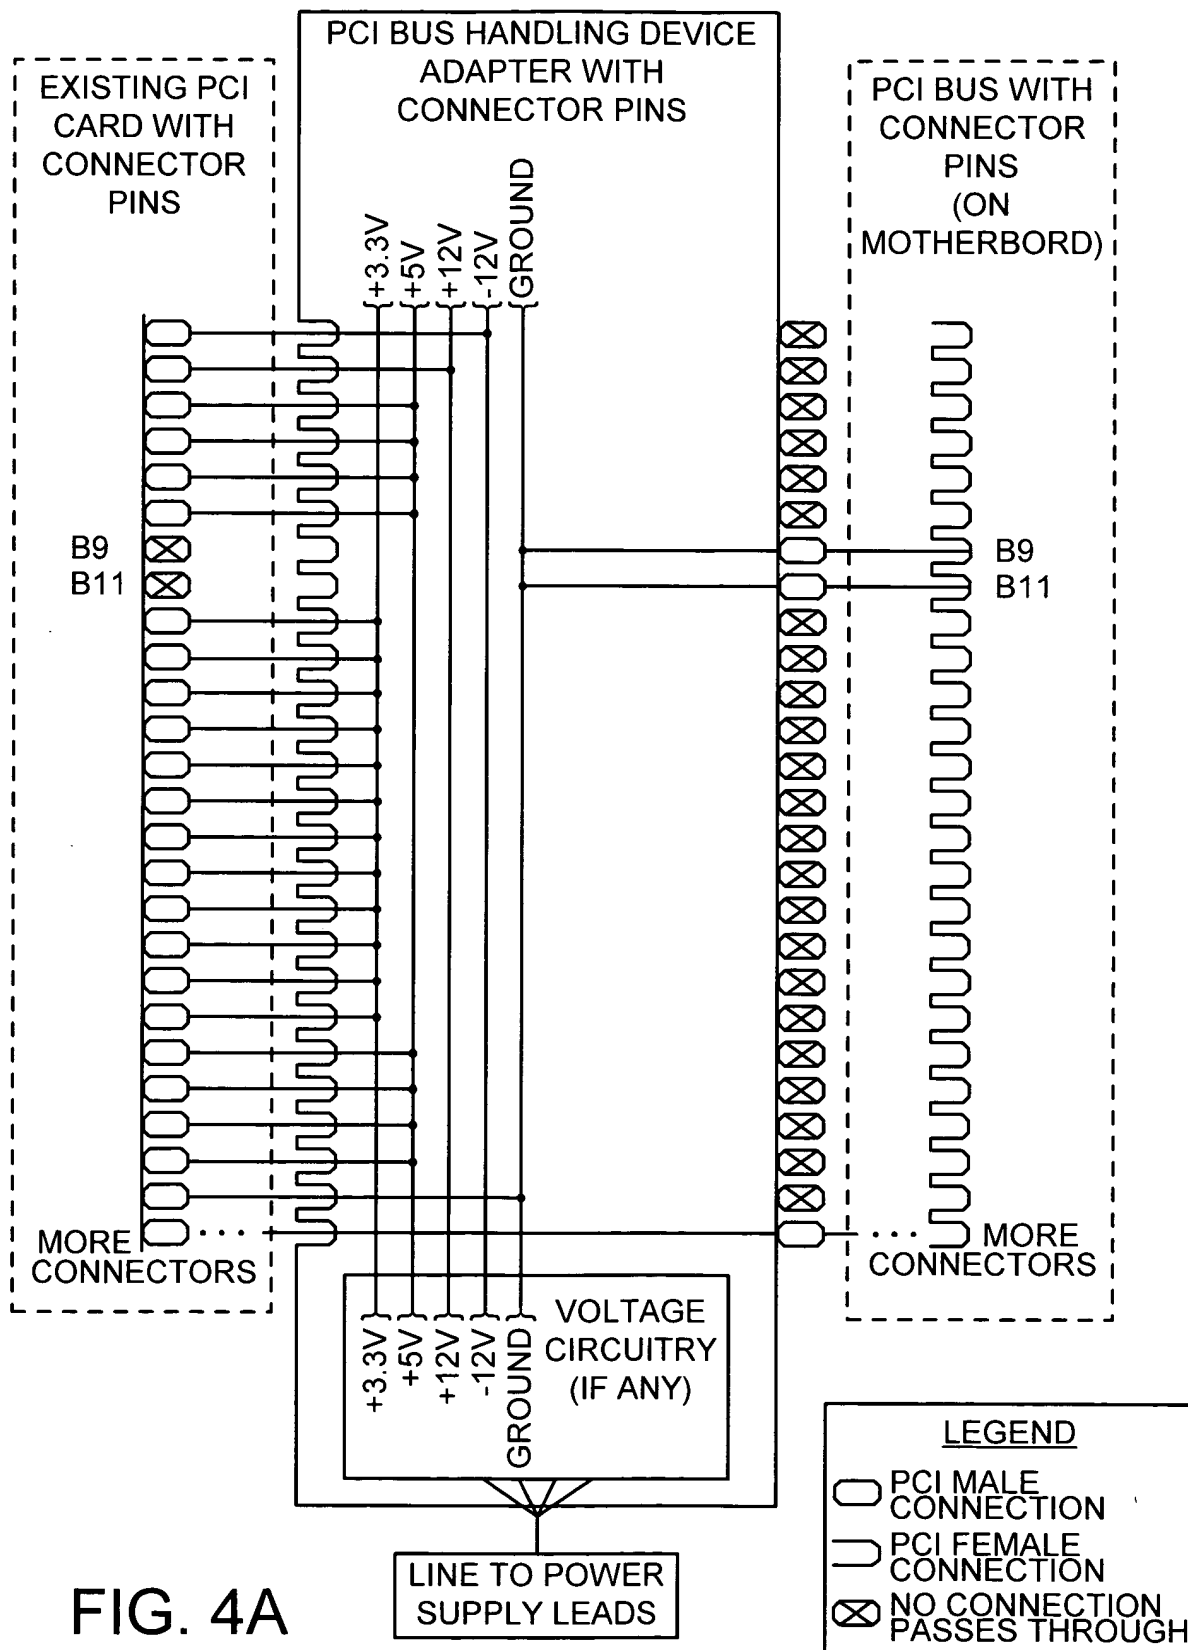 PCI BUS HANDLING DEVICE
ADAPTER WITH
CONNECTOR PINS
EXISTING PCI
CARD WITH
CONNECTOR
PINS
PCI BUS WITH
CONNECTOR
PINS
(ON
MOTHERBORD)
+3.3V
+5V
+12V
-12V
GROUND
B9
B11
B9
B11
MORE
CONNECTORS
MORE
CONNECTORS
+3.3V
+5V
+12V
-12V
GROUND
VOLTAGE
CIRCUITRY
(IF ANY)
LINE TO POWER
SUPPLY LEADS
LEGEND
PCI MALE
CONNECTION
PCI FEMALE
CONNECTION
NO CONNECTION
PASSES THROUGH
FIG. 4A